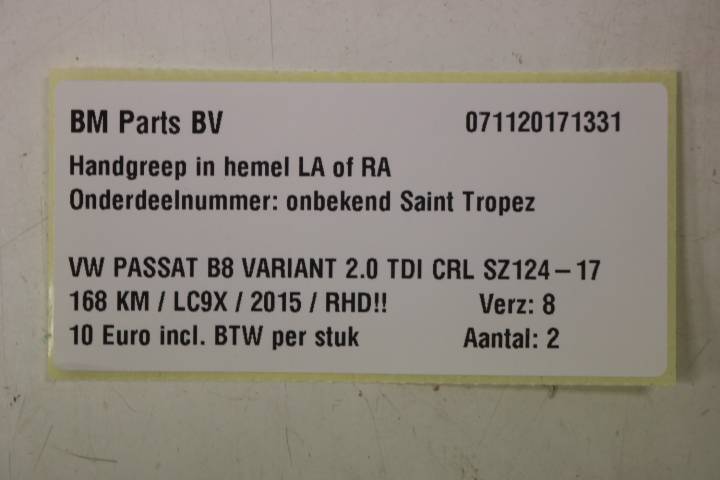 BM Parts BV 071120171331
Handgreep in hemel LA of RA
Onderdeelnummer: onbekend Saint Tropez
VW PASSAT B8 VARIANT 2.0 TDI CRL SZ124-17
168 KM / LC9X / 2015 / RHD!! Verz: 8
10 Euro incl. BTW per stuk Aantal: 2